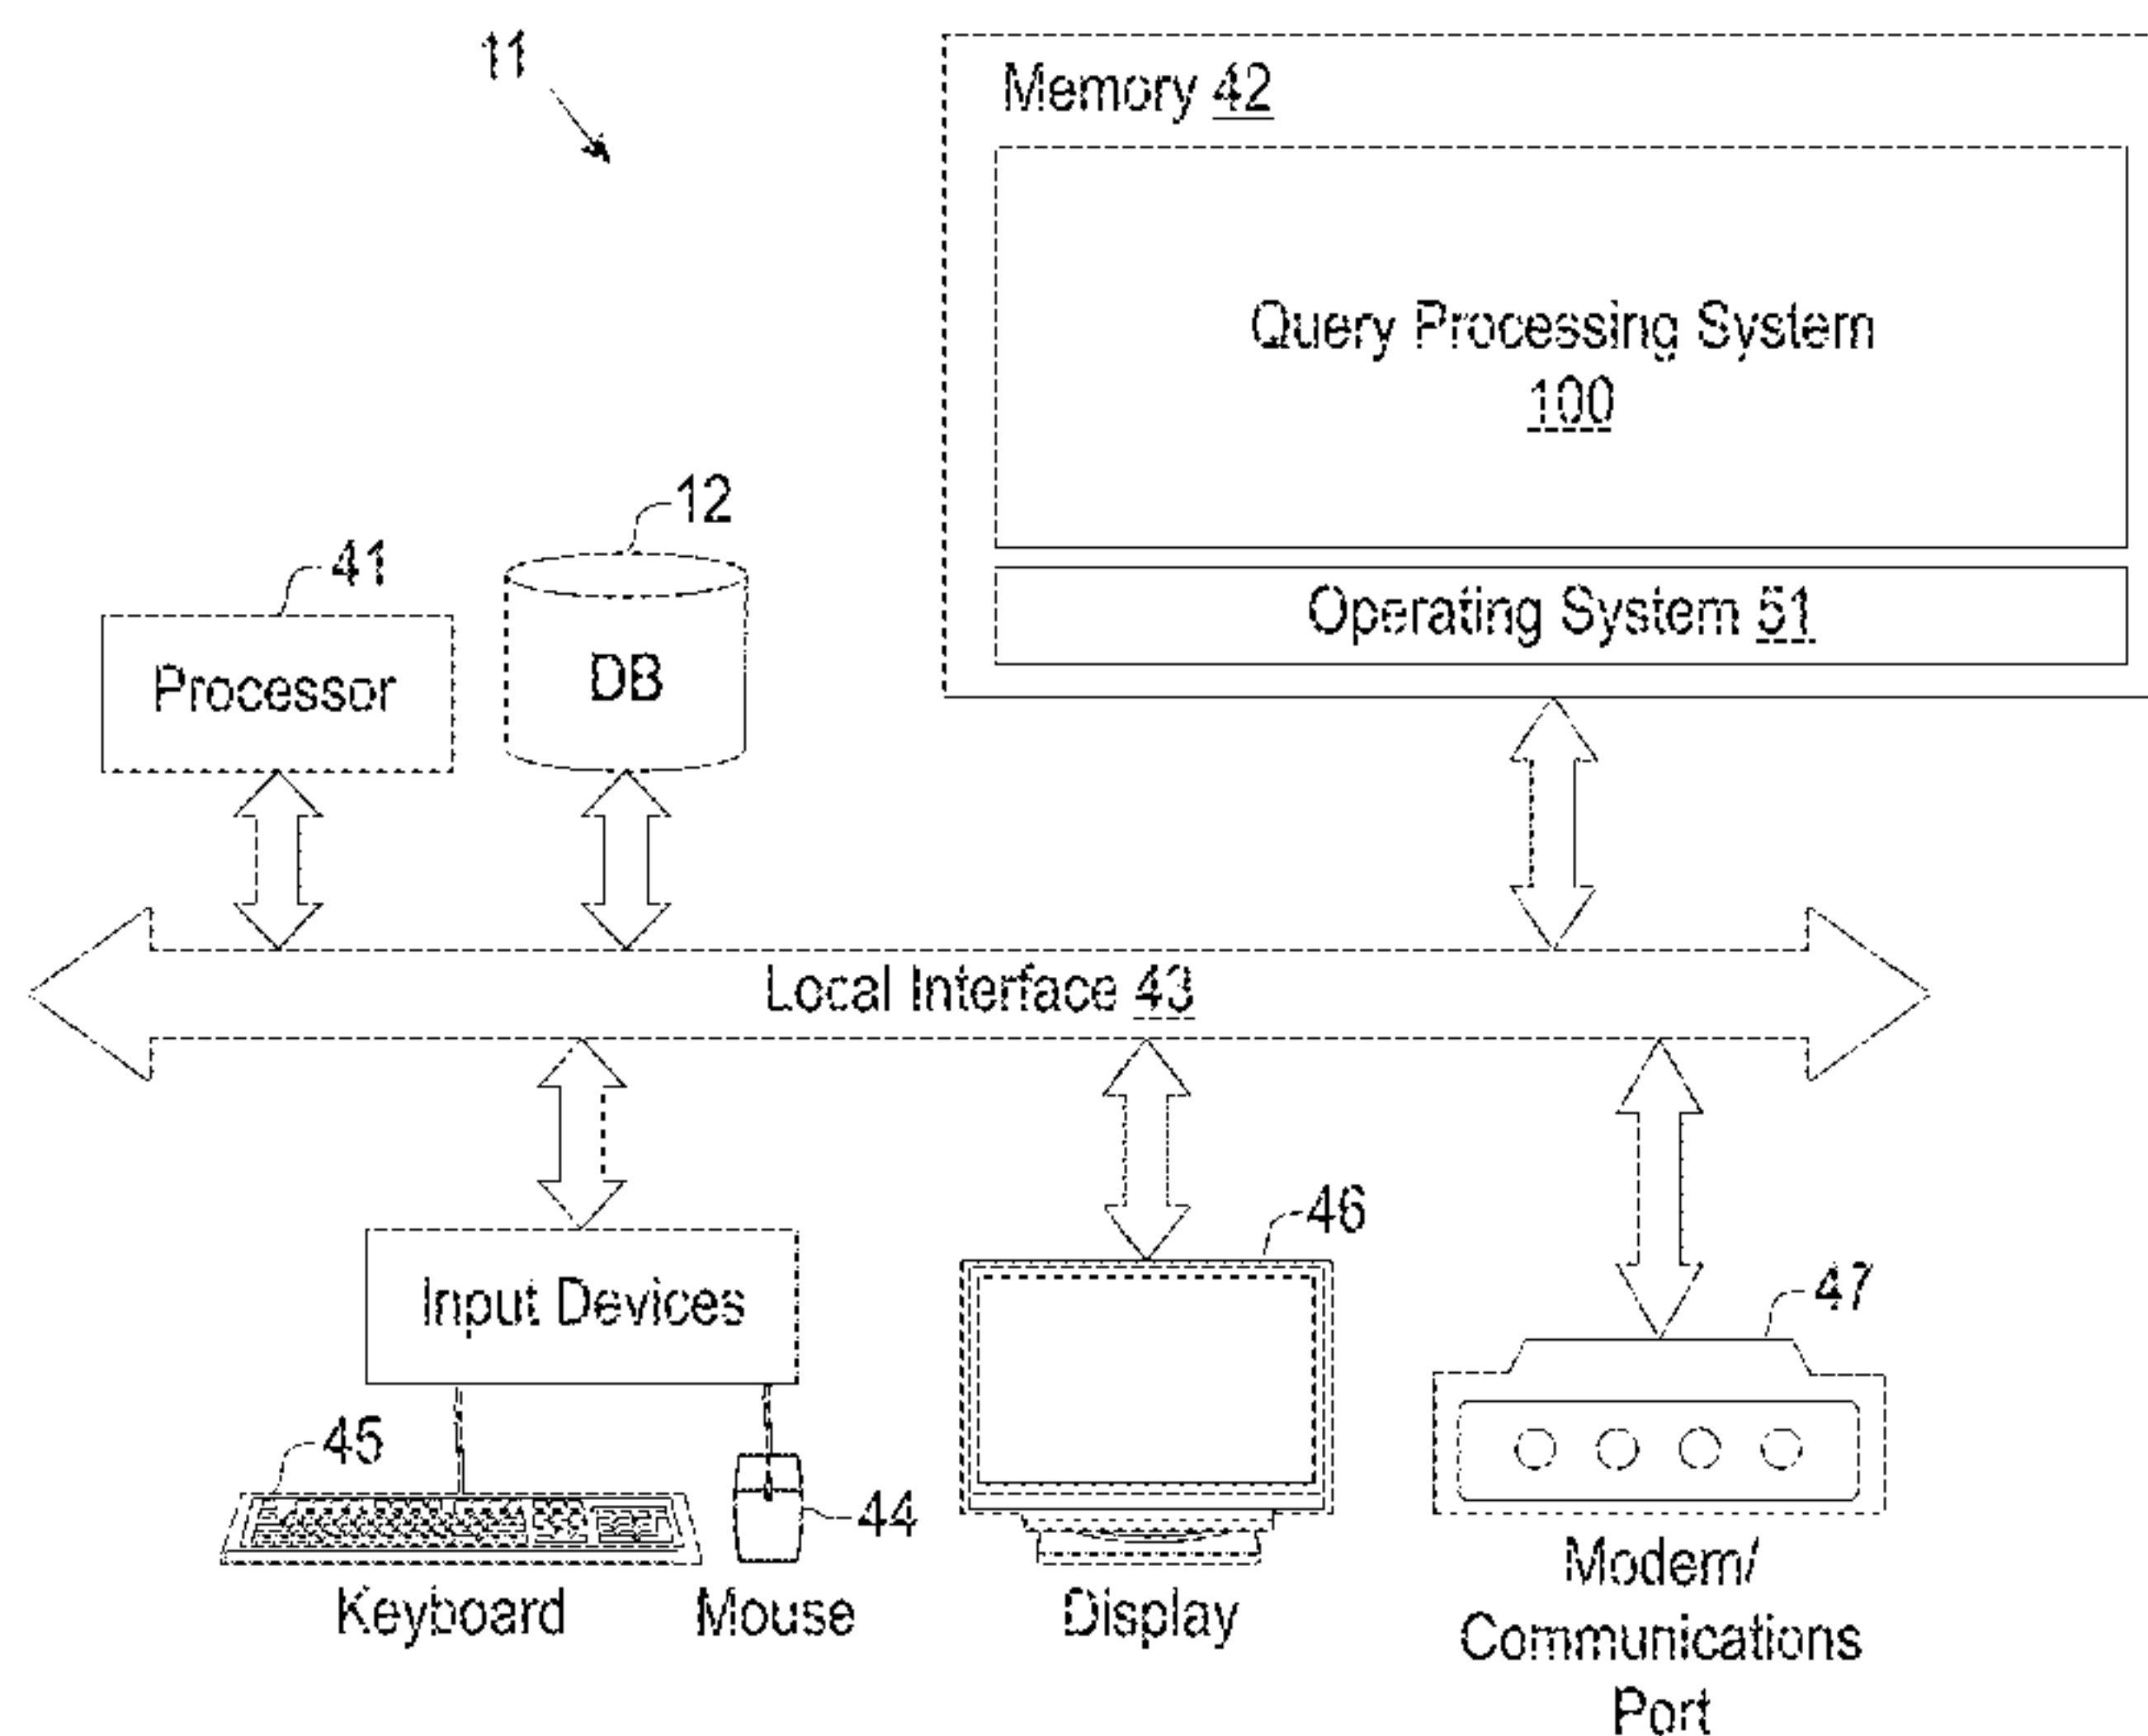 11
Memory 42
Query Processing System
100
12
41
Operating System 51
Processor
DB
Local Interface 43
46
Input Devices
47
45
44
Keyboard
Mouse
Display
Modem/
Communications
Port